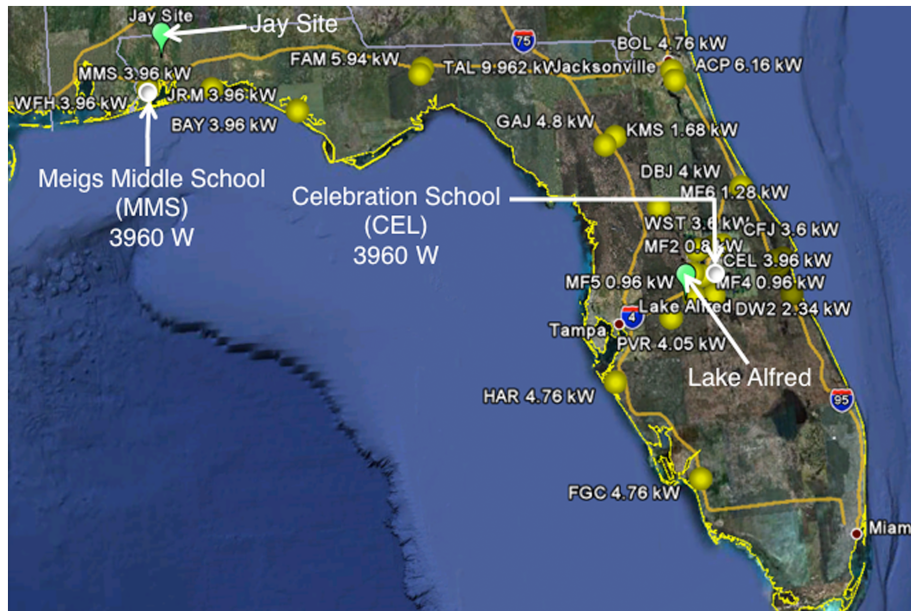 Jay Site
Jay Site
75
BOL 4.76 kW
FAM 5.94 kW
TAL 9.962 kW
Jacksonville
ACP 6.16 kW
MMS 3.96 kW
WFH 3.96 kW
JRM 3.96 kW
BAY 3.96 kW
GAJ 4.8 kW
KMS 1.68 kW
Meigs Middle School
(MMS)
3960 W
Celebration School
(CEL)
3960 W
DBJ 4 kW
MF6 1.28 kW
WST 3.6 kW
CFJ 3.6 kW
MF2 0.8 kW
CEL 3.96 kW
MF5 0.96 kW
MF4 0.96 kW
Lake Alfred
DW2 2.34 kW
Tampa
4
PVR 4.05 kW
Lake Alfred
HAR 4.76 kW
95
FGC 4.76 kW
Miam